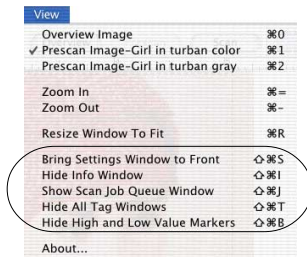 View
Overview Image ⌘0
✓ Prescan Image-Girl in turban color ⌘1
Prescan Image-Girl in turban gray ⌘2
Zoom In ⌘=
Zoom Out ⌘-
Resize Window To Fit ⌘R
Bring Settings Window to Front ⇧⌘S
Hide Info Window ⇧⌘I
Show Scan Job Queue Window ⇧⌘J
Hide All Tag Windows ⇧⌘T
Hide High and Low Value Markers ⇧⌘B
About...